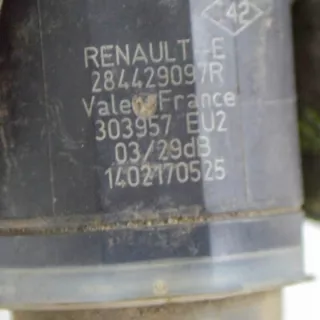 42
RENAULT-E
284429097R
Valeo France
303957 EU2
03/29dB
1402170525